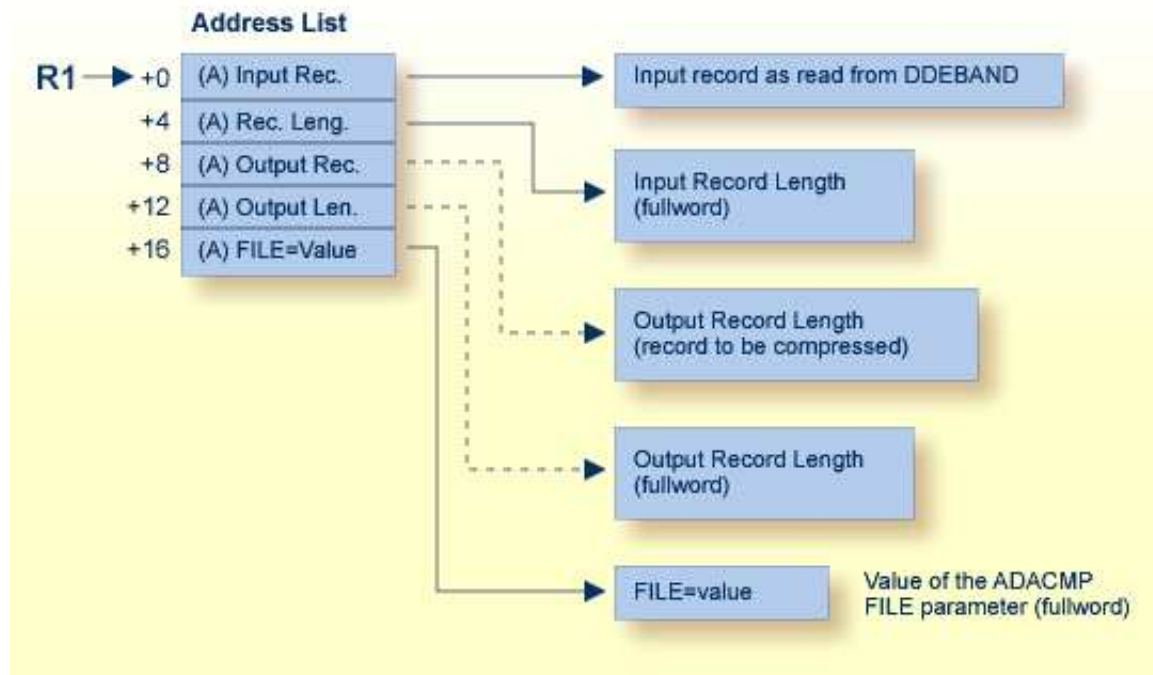 Address List
R1
+0
(A) Input Rec.
Input record as read from DDEBAND
+4
(A) Rec. Leng.
+8
(A) Output Rec.
Input Record Length
(fullword)
+12
(A) Output Len.
+16
(A) FILE=Value
Output Record Length
(record to be compressed)
Output Record Length
(fullword)
FILE=value
Value of the ADACMP
FILE parameter (fullword)